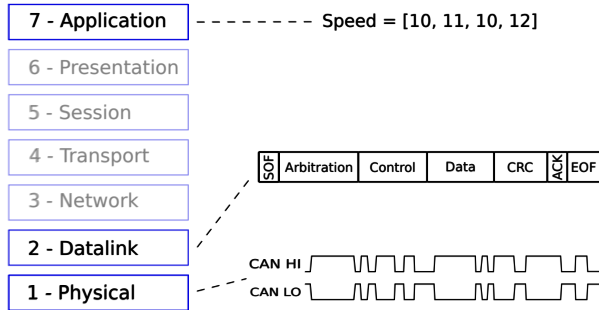 7 - Application
Speed = [10, 11, 10, 12]
6 - Presentation
5 - Session
4 - Transport
3 - Network
SOF Arbitration Control Data CRC ACK EOF
2 - Datalink
CAN HI
1 - Physical
CAN LO